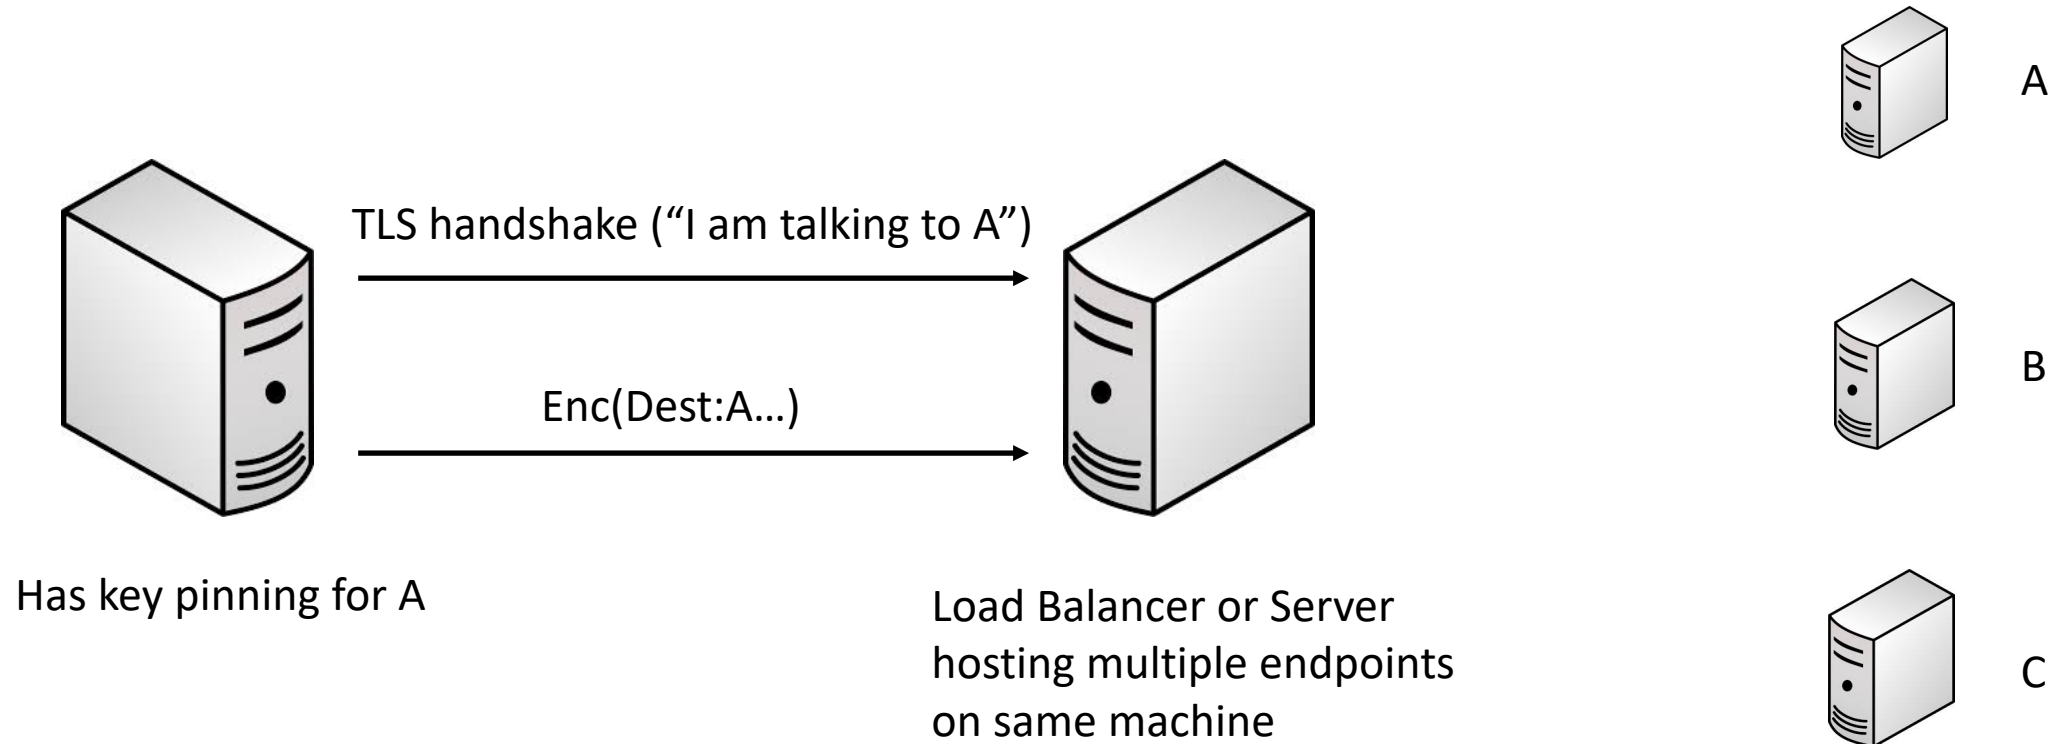 A
TLS handshake (“I am talking to A”)
B
Enc(Dest:A…)
Has key pinning for A
Load Balancer or Server
hosting multiple endpoints
on same machine
C